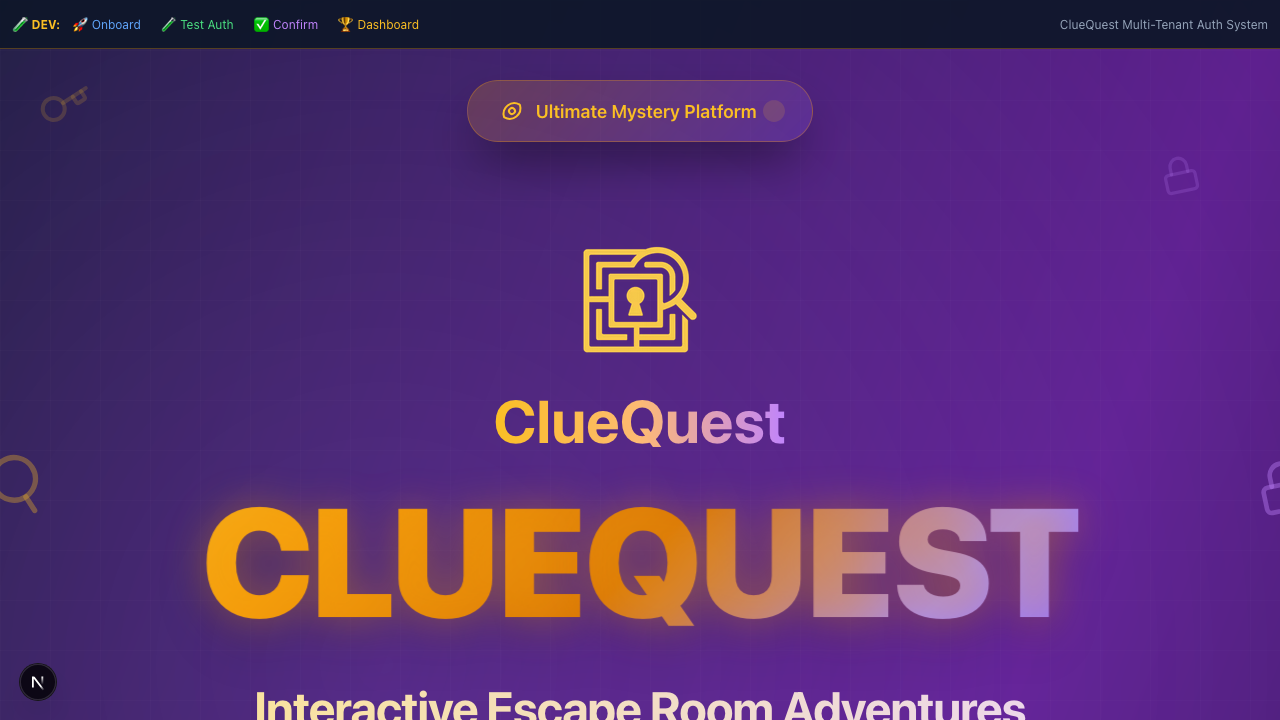 DEV: 🚀 Onboard 🧪 Test Auth ✅ Confirm 🏆 Dashboard
ClueQuest Multi-Tenant Auth System
Ultimate Mystery Platform
ClueQuest
CLUEQUEST
Interactive Escape Room Adventures
N